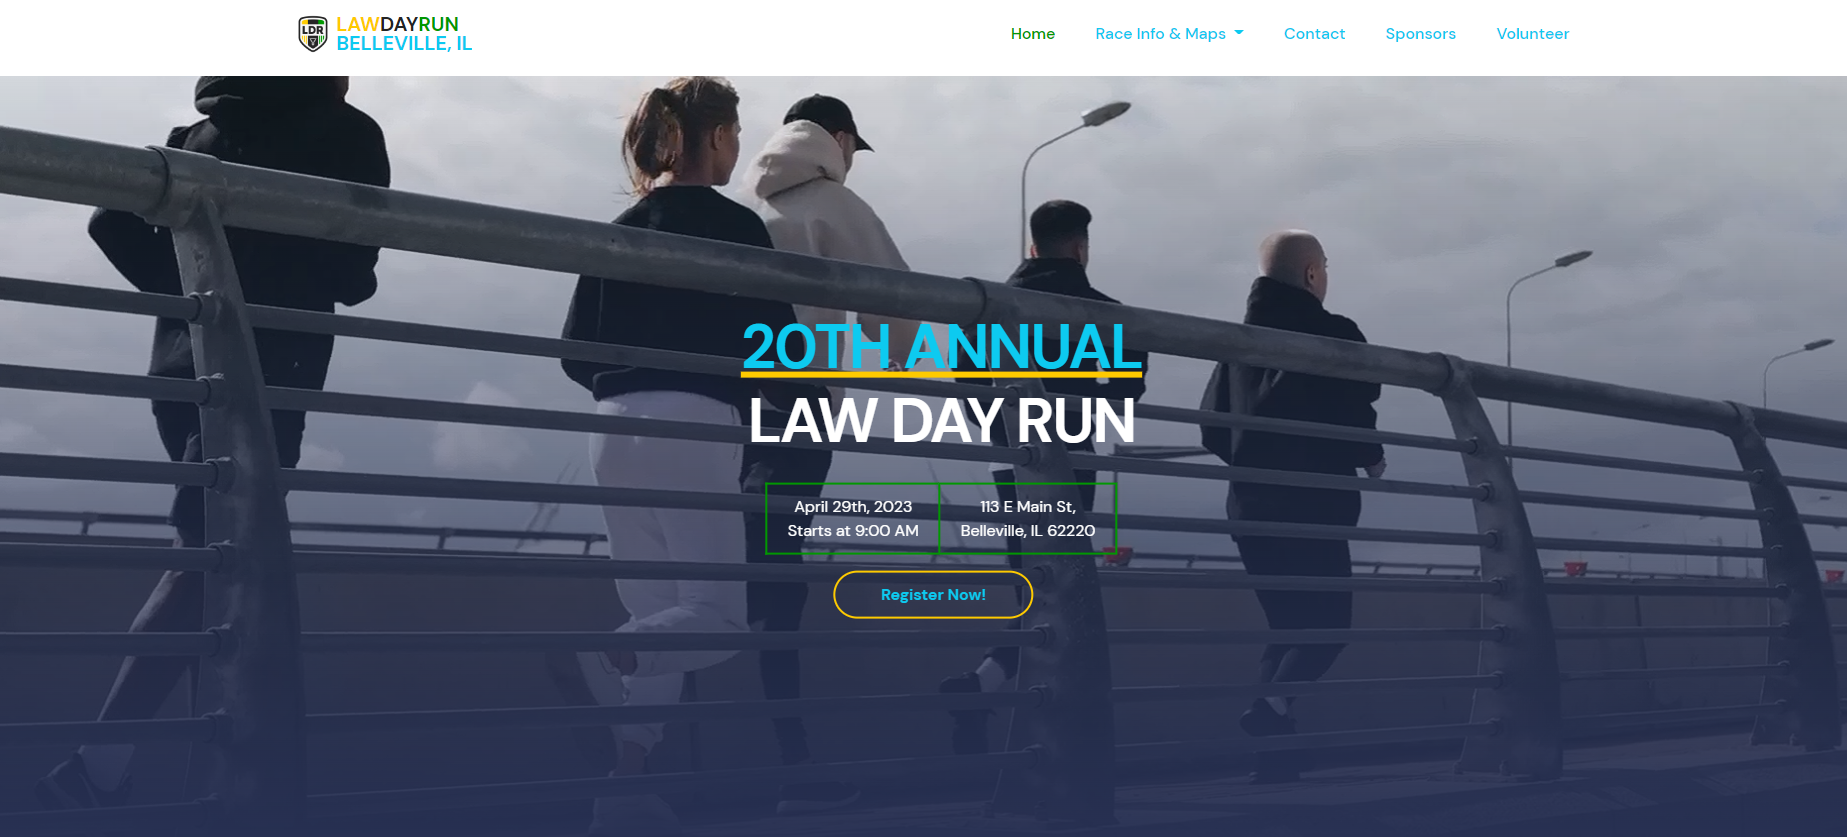 LDR
LAWDAYRUN
BELLEVILLE, IL
Home
Race Info & Maps
Contact
Sponsors
Volunteer
20TH ANNUAL
LAW DAY RUN
April 29th, 2023
Starts at 9:00 AM
113 E Main St,
Belleville, IL 62220
Register Now!